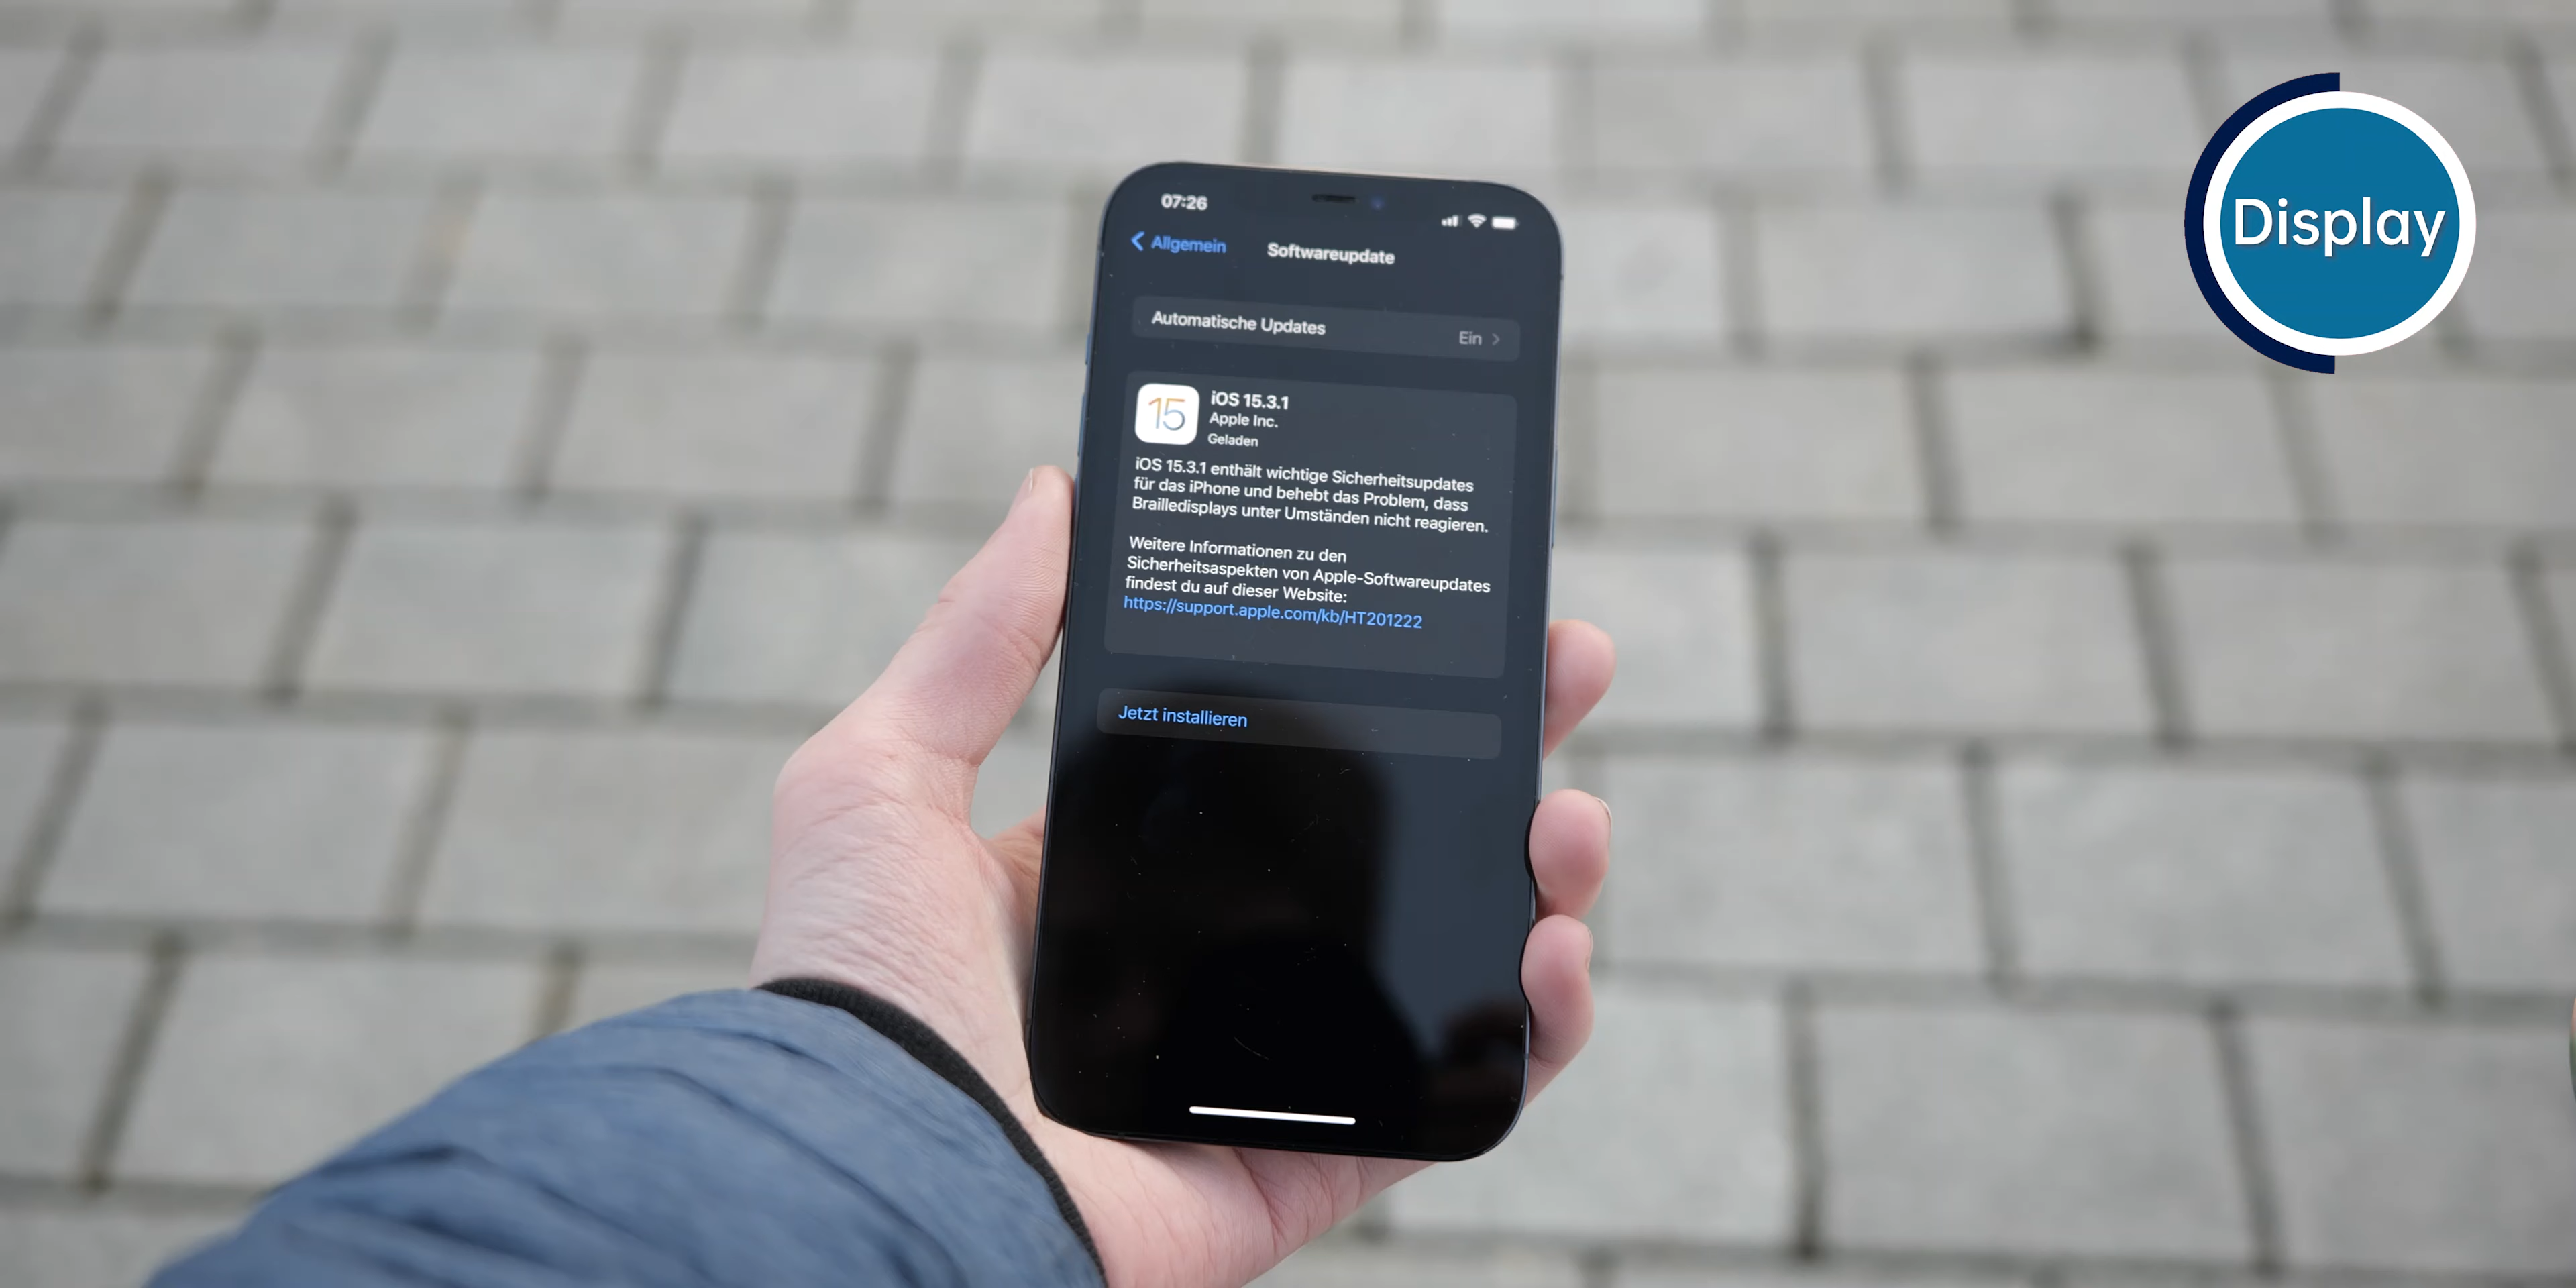 Display
07:26
Allgemein
Softwareupdate
Automatische Updates
Ein
15
iOS 15.3.1
Apple Inc.
Geladen
iOS 15.3.1 enthält wichtige Sicherheitsupdates
für das iPhone und behebt das Problem, dass
Brailledisplays unter Umständen nicht reagieren.
Weitere Informationen zu den
Sicherheitsaspekten von Apple-Softwareupdates
findest du auf dieser Website:
https://support.apple.com/kb/HT201222
Jetzt installieren